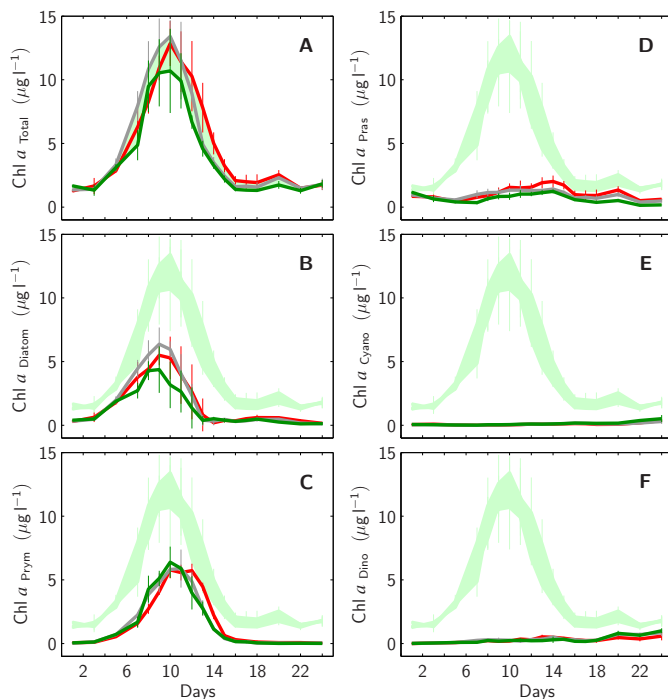 15
10
5
0
Chl a Total (μg l⁻¹)
A
15
10
5
0
Chl a Pras (μg l⁻¹)
D
15
10
5
0
Chl a Diatom (μg l⁻¹)
B
15
10
5
0
Chl a Cyano (μg l⁻¹)
E
15
10
5
0
Chl a Prym (μg l⁻¹)
C
2 6 10 14 18 22
Days
15
10
5
0
Chl a Dino (μg l⁻¹)
F
2 6 10 14 18 22
Days